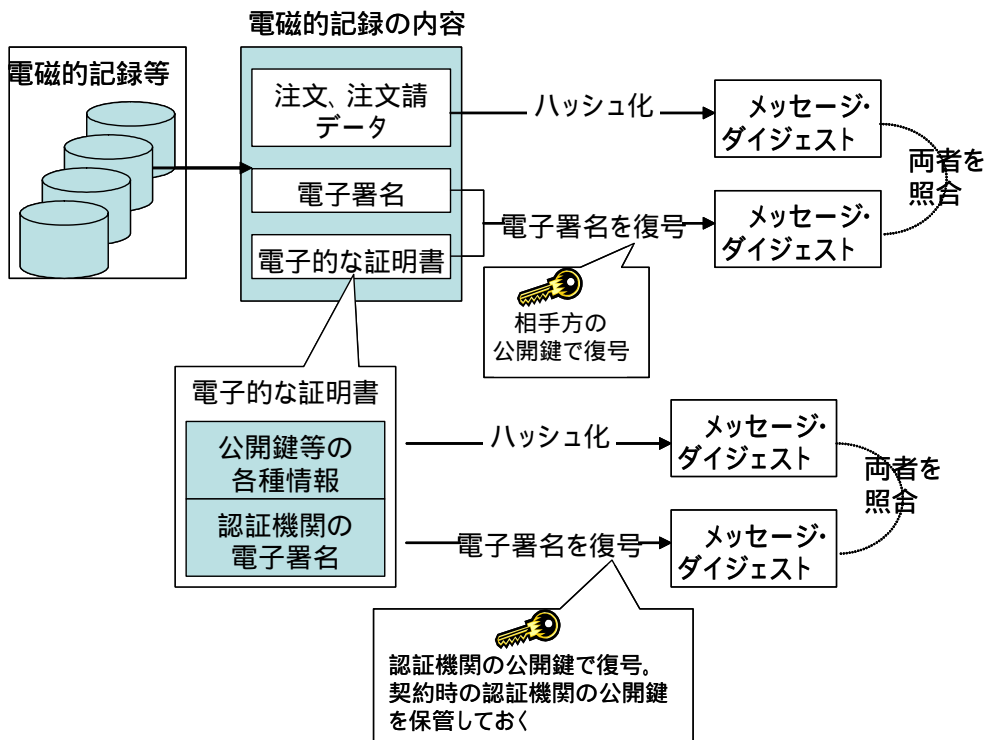 電磁的記録の内容
電磁的記録等
注文、注文請
データ
ハッシュ化
メッセージ・
ダイジェスト
両者を
照合
電子署名
電子署名を復号
メッセージ・
ダイジェスト
電子的な証明書
相手方の
公開鍵で復号
電子的な証明書
公開鍵等の
各種情報
ハッシュ化
メッセージ・
ダイジェスト
両者を
照合
認証機関の
電子署名
電子署名を復号
メッセージ・
ダイジェスト
認証機関の公開鍵で復号。
契約時の認証機関の公開鍵
を保管しておく